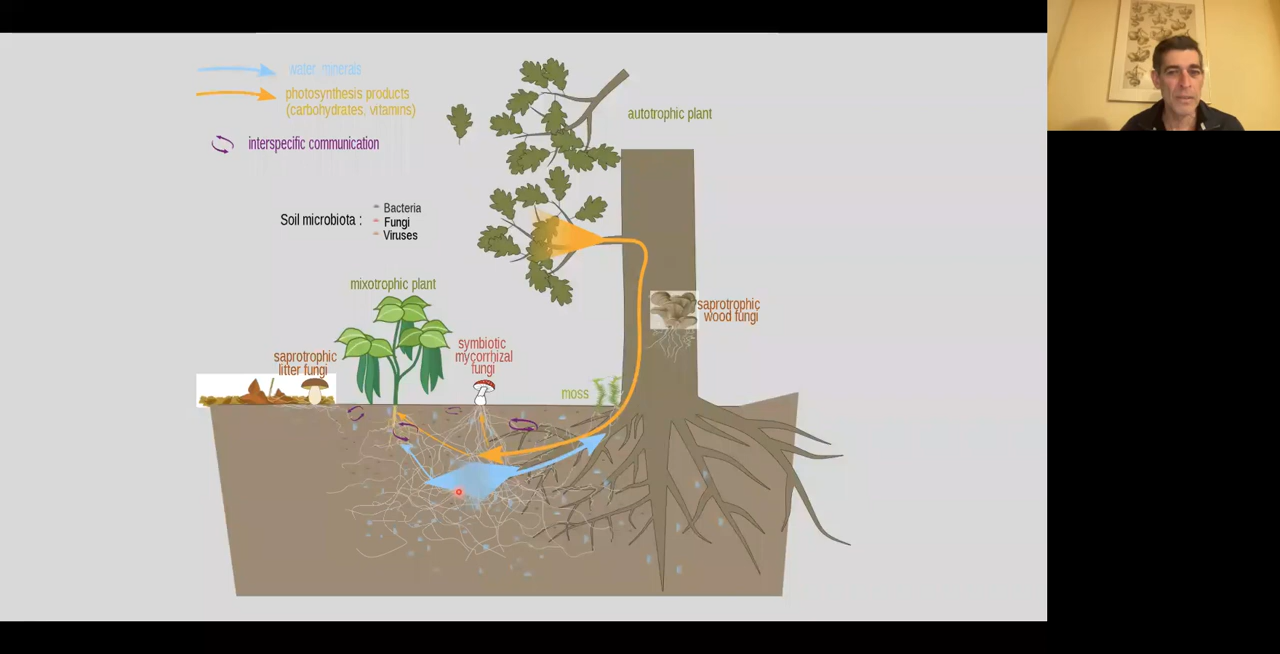 water minerals
photosynthesis products
(carbohydrates, vitamins)
interspecific communication
autotrophic plant
Soil microbiota :
Bacteria
Fungi
Viruses
mixotrophic plant
saprotrophic
wood fungi
symbiotic
mycorrhizal
fungi
saprotrophic
litter fungi
moss